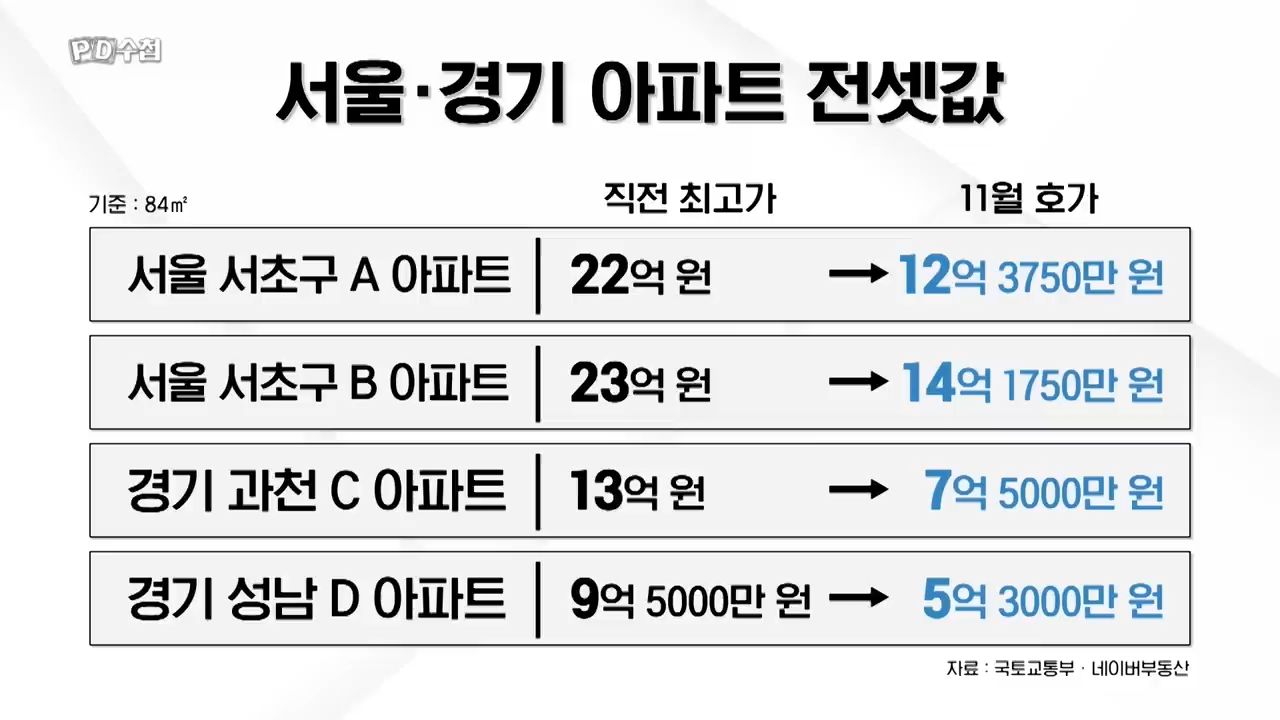 PD수첩
서울·경기 아파트 전셋값
기준 : 84㎡ 직전 최고가 11월 호가
서울 서초구 A 아파트 22억 원 → 12억 3750만 원
서울 서초구 B 아파트 23억 원 → 14억 1750만 원
경기 과천 C 아파트 13억 원 → 7억 5000만 원
경기 성남 D 아파트 9억 5000만 원 → 5억 3000만 원
자료 : 국토교통부 · 네이버부동산